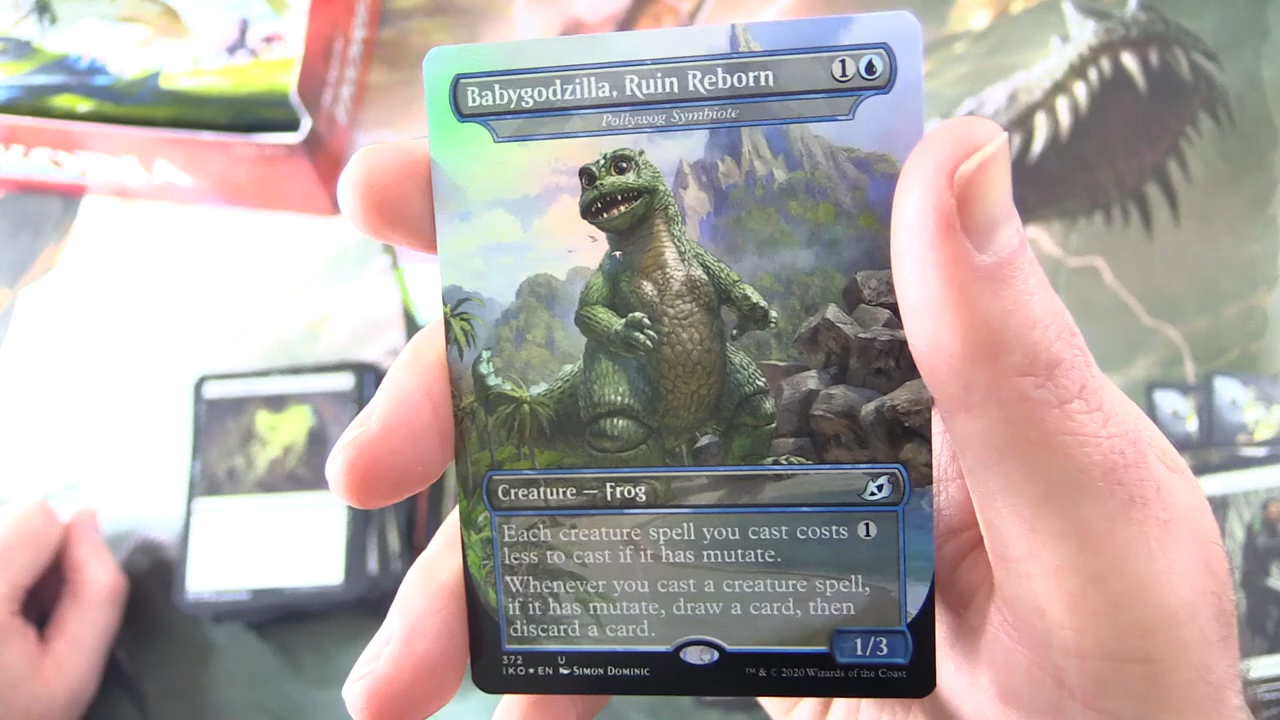 Babygodzilla, Ruin Reborn 1
Pollywog Symbiote
Creature — Frog
Each creature spell you cast costs 1
less to cast if it has mutate.
Whenever you cast a creature spell,
if it has mutate, draw a card, then
discard a card.
1/3
372 U
IKO★EN SIMON DOMINIC
™ & © 2020 Wizards of the Coast